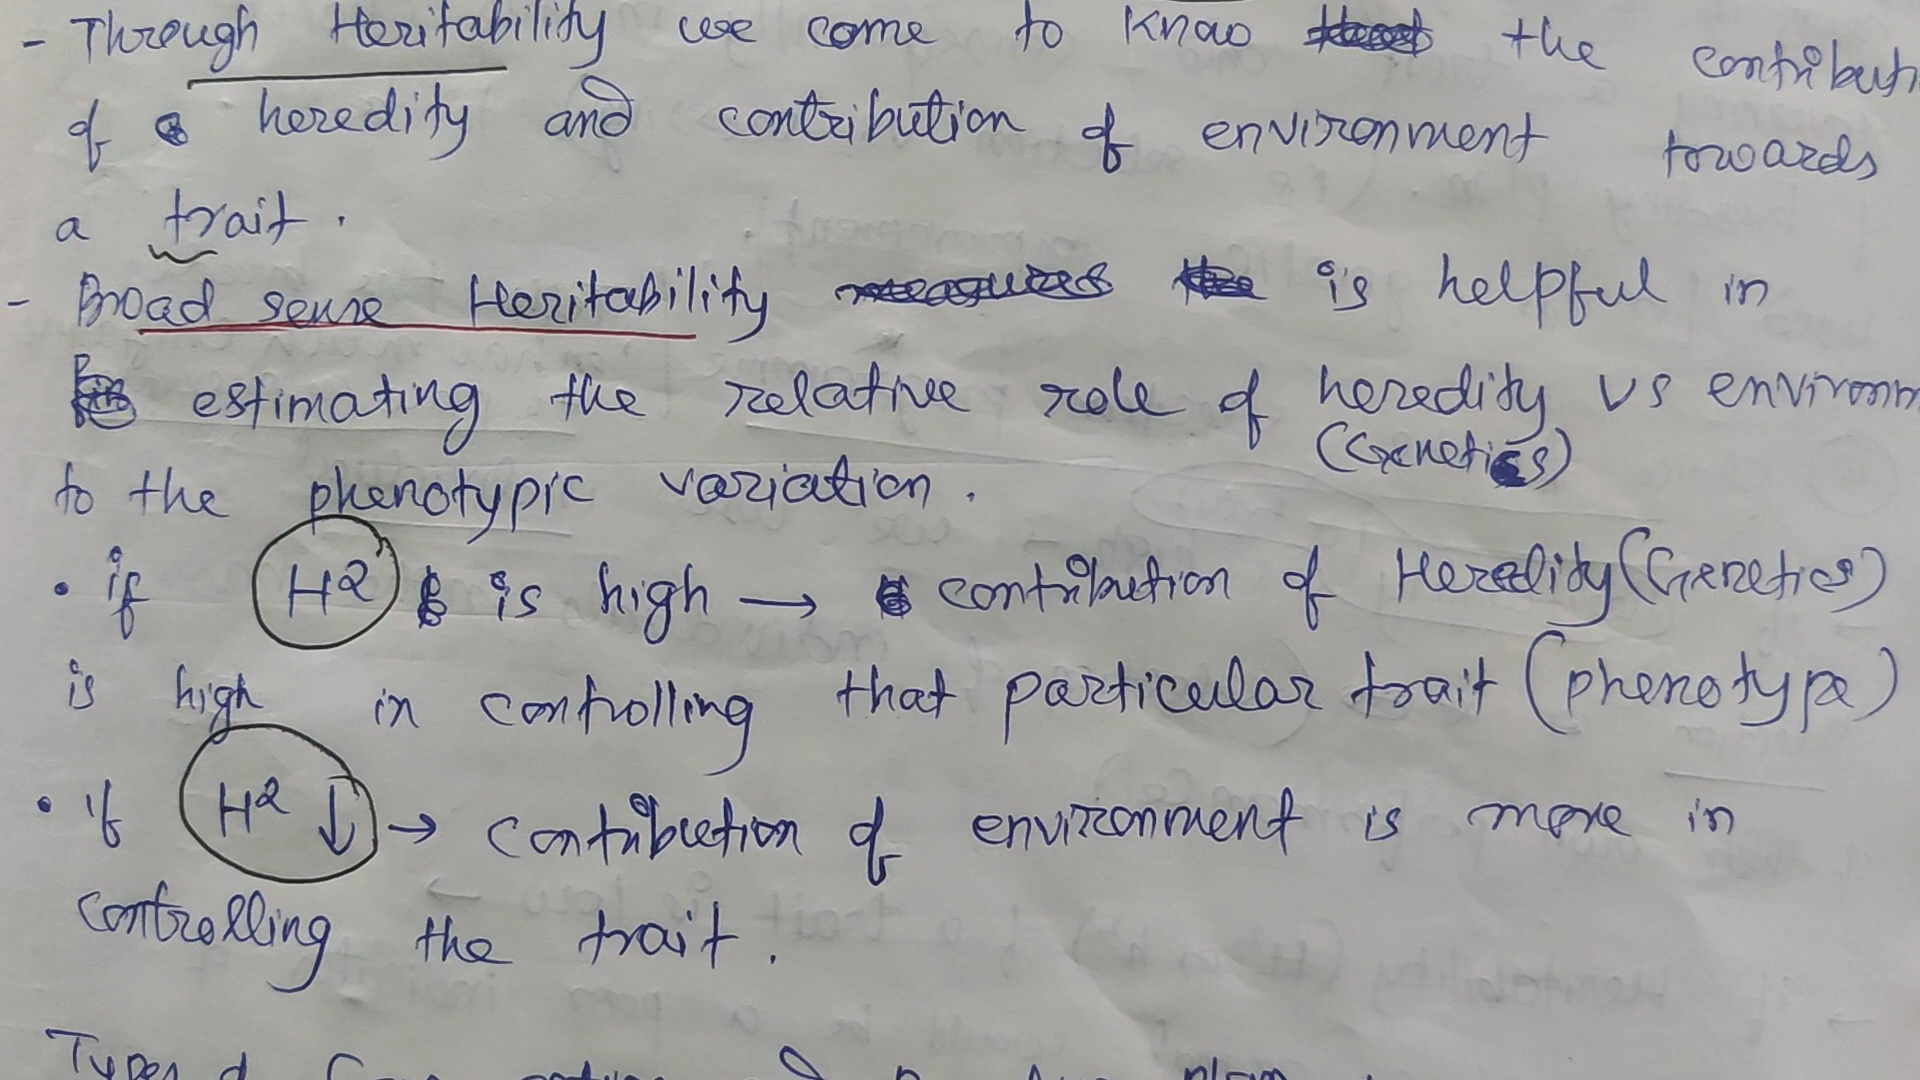 - Through Heritability we come to know the contributi
of heredity and contribution of environment towards
a trait.
- Broad sense Heritability is helpful in
estimating the relative role of heredity vs environm
(Genetics)
to the phenotypic variation.
• if H2 is high → contribution of Heredity (Genetics)
is high in controlling that particular trait (phenotype)
• if H2 ↓ → contribution of environment is more in
controlling the trait.
Types of